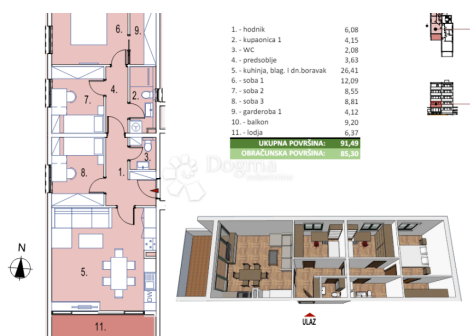 6.
9.
4.
7.
2.
3.
8.
1.
5.
DW
11.
N
1. - hodnik 6,08
2. - kupaonica 1 4,15
3. - WC 2,08
4. - predsoblje 3,63
5. - kuhinja, blag. I dn.boravak 26,41
6. - soba 1 12,09
7. - soba 2 8,55
8. - soba 3 8,81
9. - garderoba 1 4,12
10. - balkon 9,20
11. - lodja 6,37
UKUPNA POVRŠINA: 91,49
OBRAČUNSKA POVRŠINA: 85,30
Dogma
ULAZ